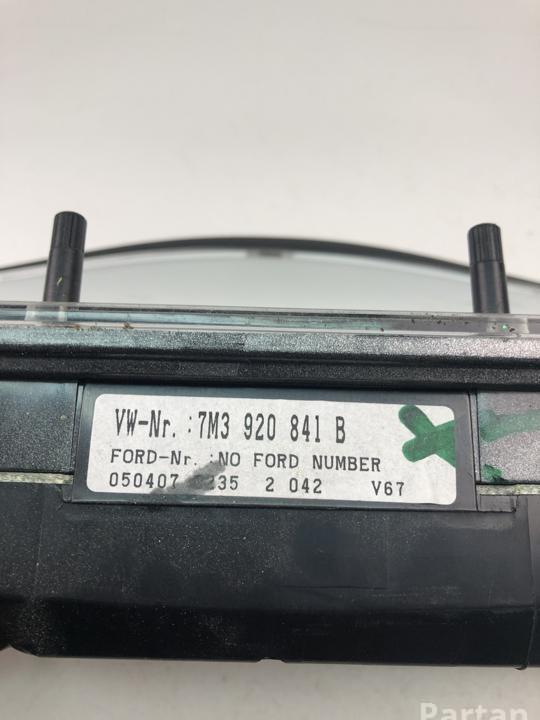 VW-Nr. :7M3 920 841 B
FORD-Nr. :NO FORD NUMBER
050407 2 042 V67
Partan